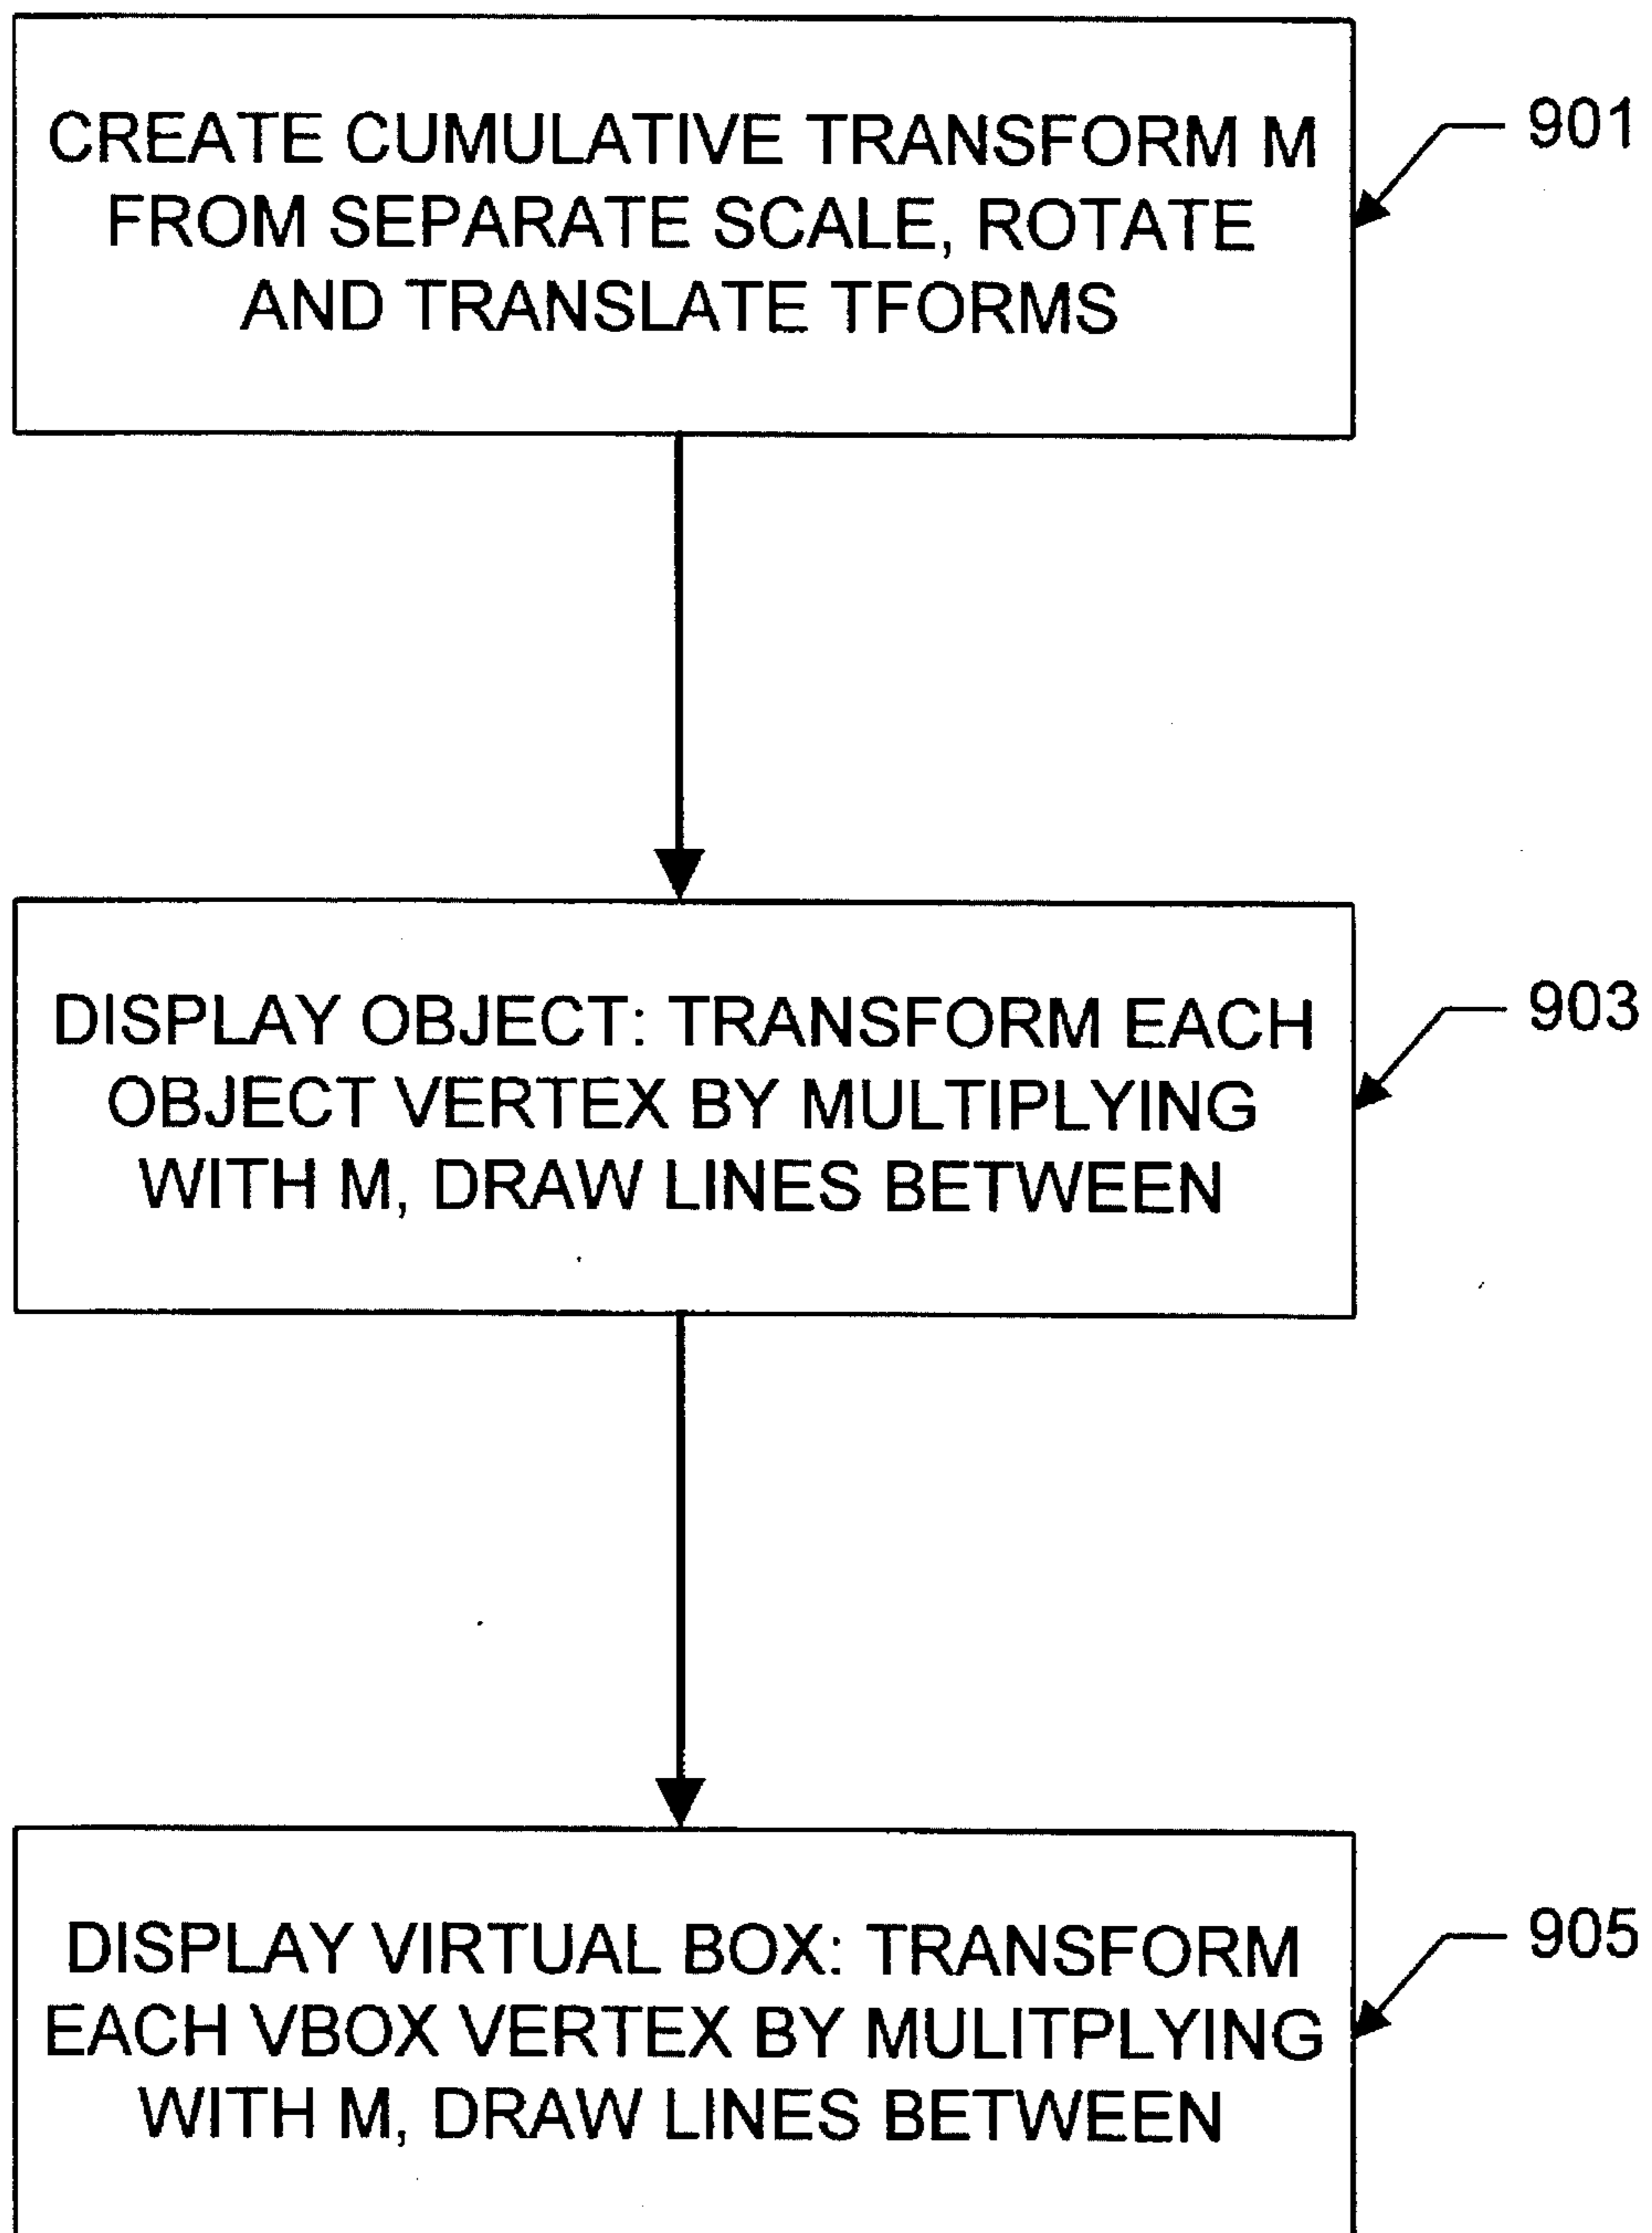 CREATE CUMULATIVE TRANSFORM M
FROM SEPARATE SCALE, ROTATE
AND TRANSLATE TFORMS
901
DISPLAY OBJECT: TRANSFORM EACH
OBJECT VERTEX BY MULTIPLYING
WITH M, DRAW LINES BETWEEN
903
DISPLAY VIRTUAL BOX: TRANSFORM
EACH VBOX VERTEX BY MULITPLYING
WITH M, DRAW LINES BETWEEN
905